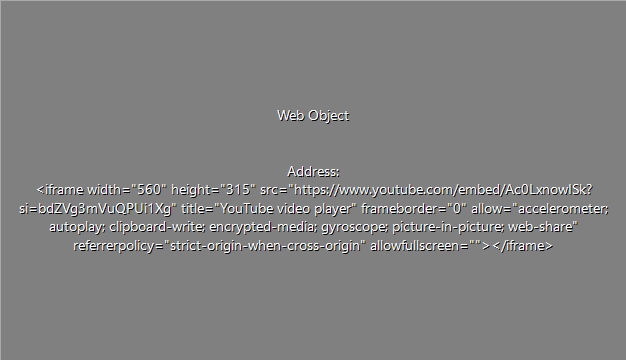 Web Object
Address:
<iframe width="560" height="315" src="https://www.youtube.com/embed/Ac0LxnowISk?
si=bdZVg3mVuQPUi1Xg" title="YouTube video player" frameborder="0" allow="accelerometer;
autoplay; clipboard-write; encrypted-media; gyroscope; picture-in-picture; web-share"
referrerpolicy="strict-origin-when-cross-origin" allowfullscreen=""></iframe>